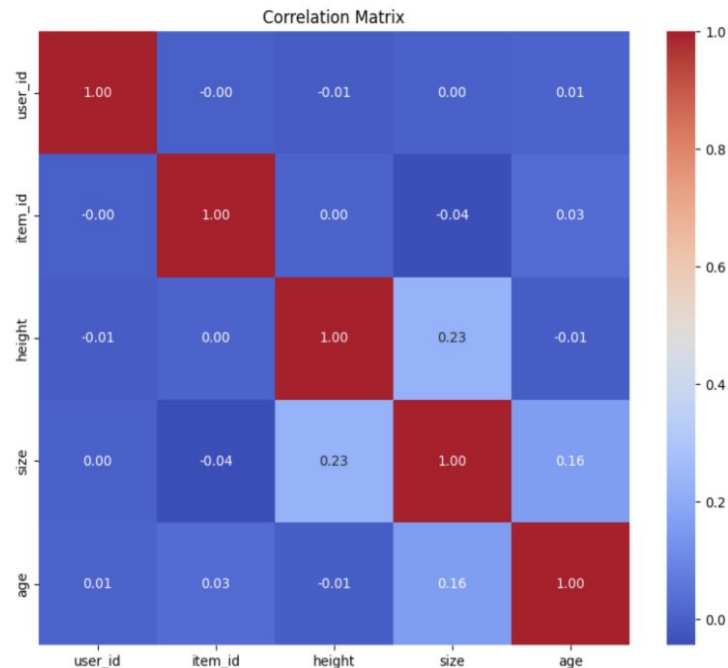 Correlation Matrix
user_id 1.00 -0.00 -0.01 0.00 0.01
item_id -0.00 1.00 0.00 -0.04 0.03
height -0.01 0.00 1.00 0.23 -0.01
size 0.00 -0.04 0.23 1.00 0.16
age 0.01 0.03 -0.01 0.16 1.00
user_id item_id height size age
1.0
0.8
0.6
0.4
0.2
0.0